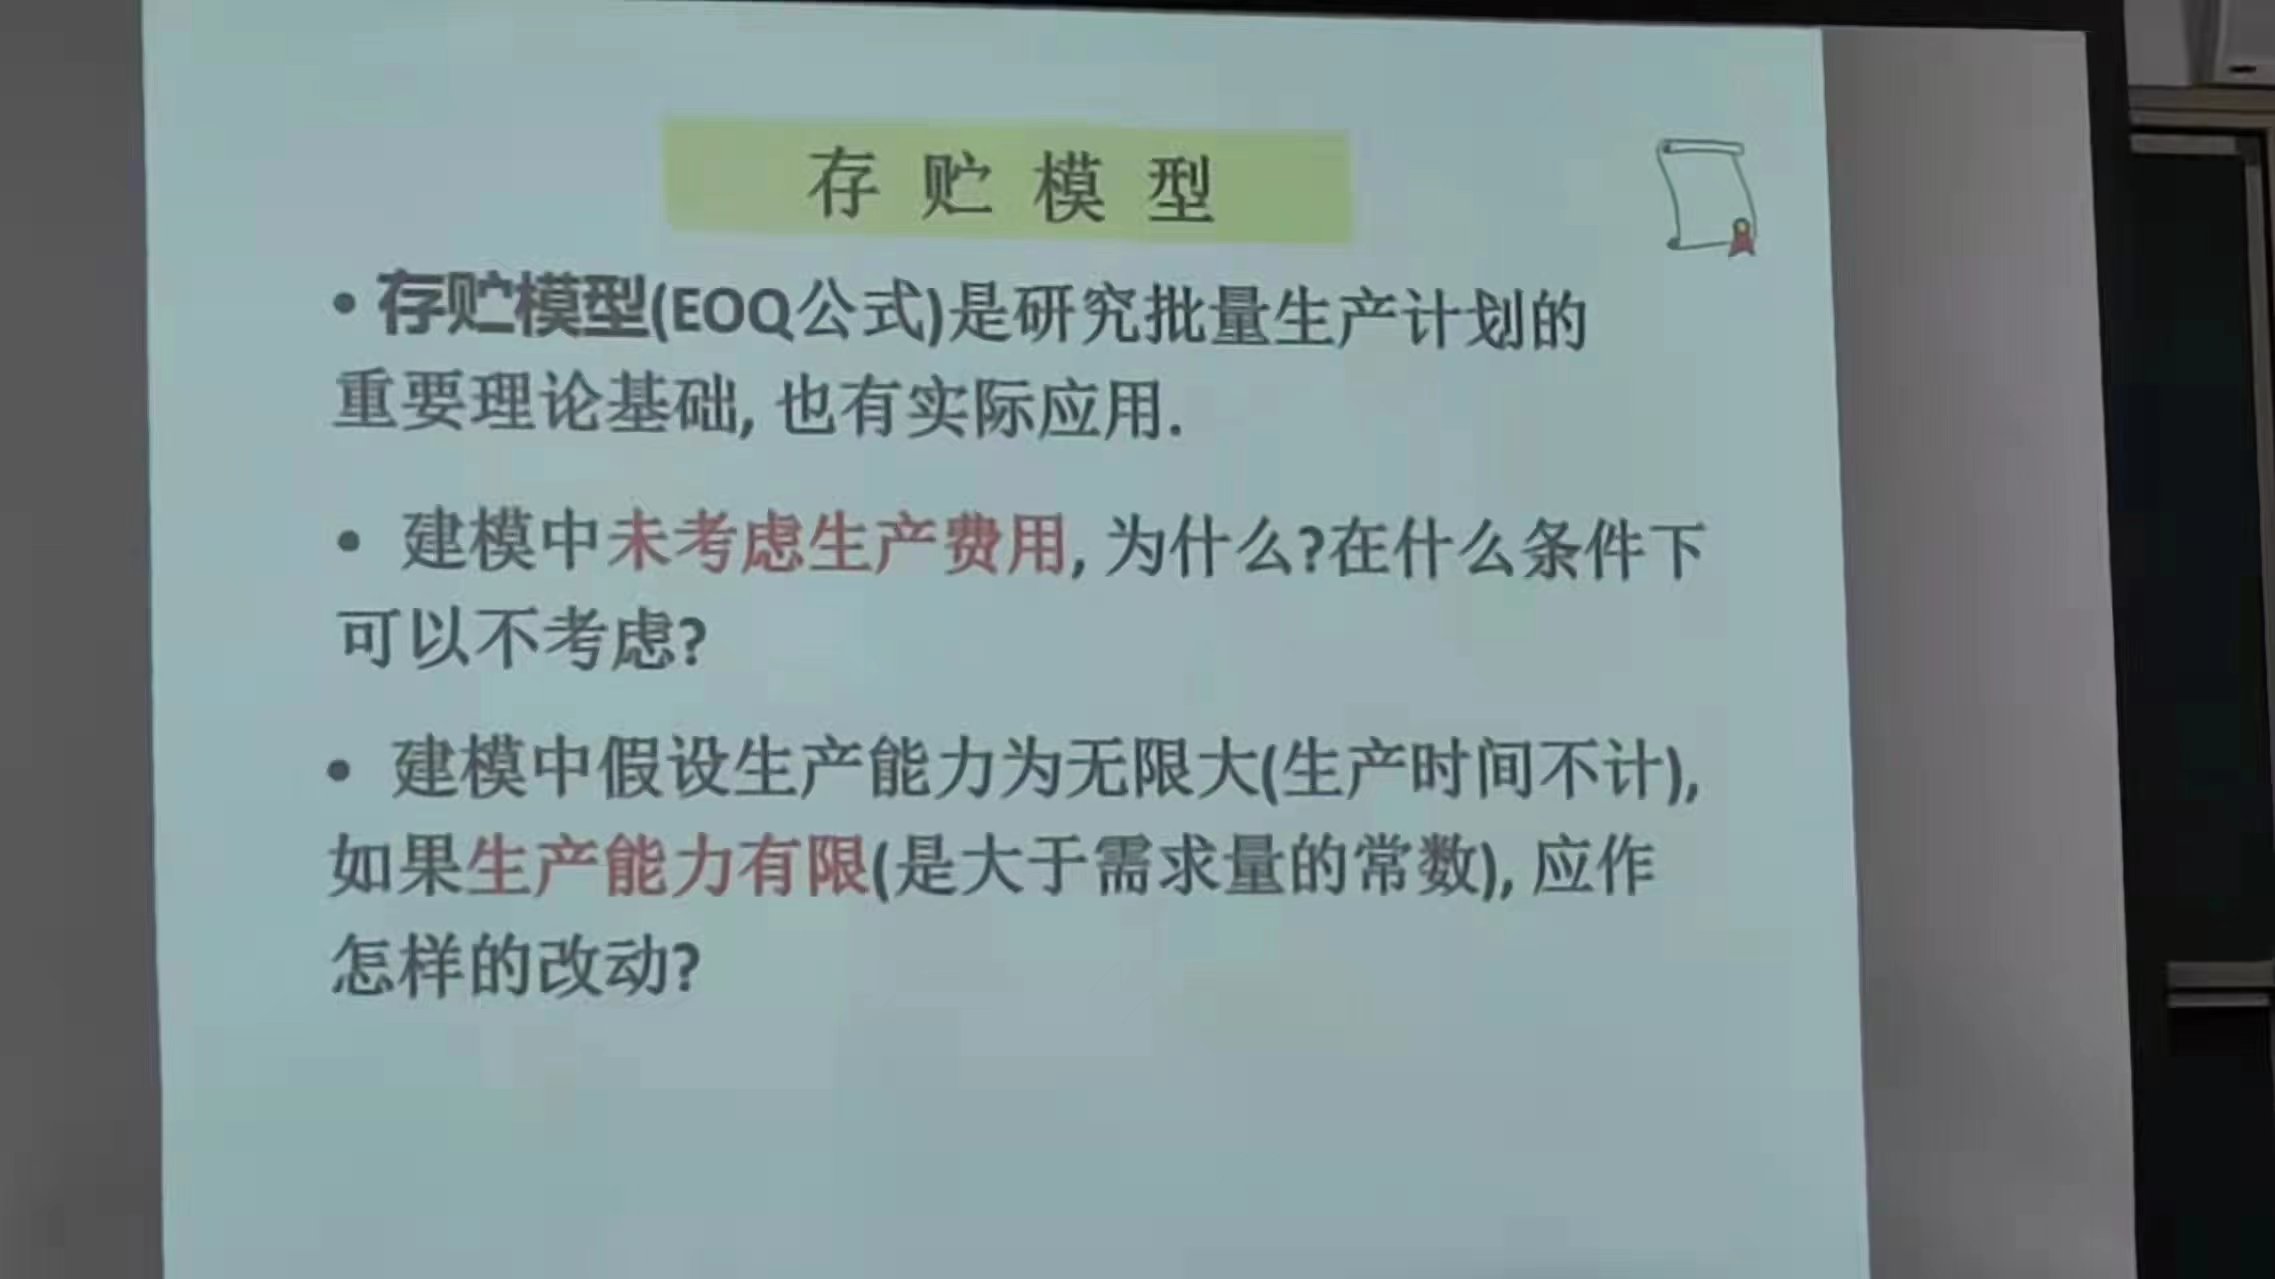 存贮模型
• 存贮模型(EOQ公式)是研究批量生产计划的
重要理论基础, 也有实际应用.
• 建模中未考虑生产费用, 为什么?在什么条件下
可以不考虑?
• 建模中假设生产能力为无限大(生产时间不计),
如果生产能力有限(是大于需求量的常数), 应作
怎样的改动?